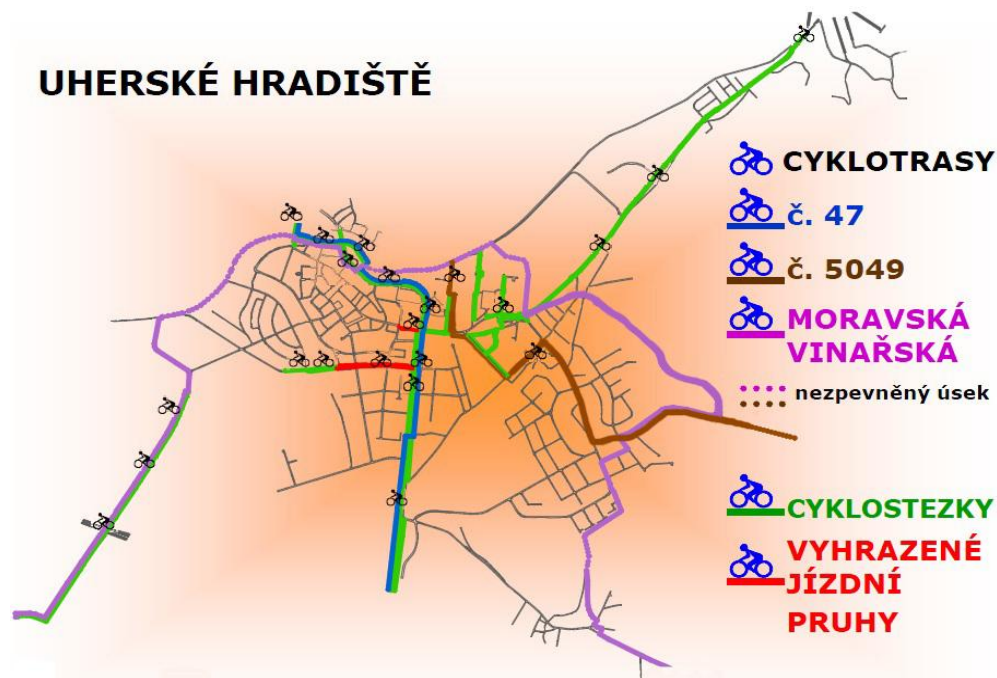 UHERSKÉ HRADIŠTĚ
CYKLOTRASY
č. 47
č. 5049
MORAVSKÁ
VINAŘSKÁ
nezpevněný úsek
CYKLOSTEZKY
VYHRAZENÉ
JÍZDNÍ
PRUHY